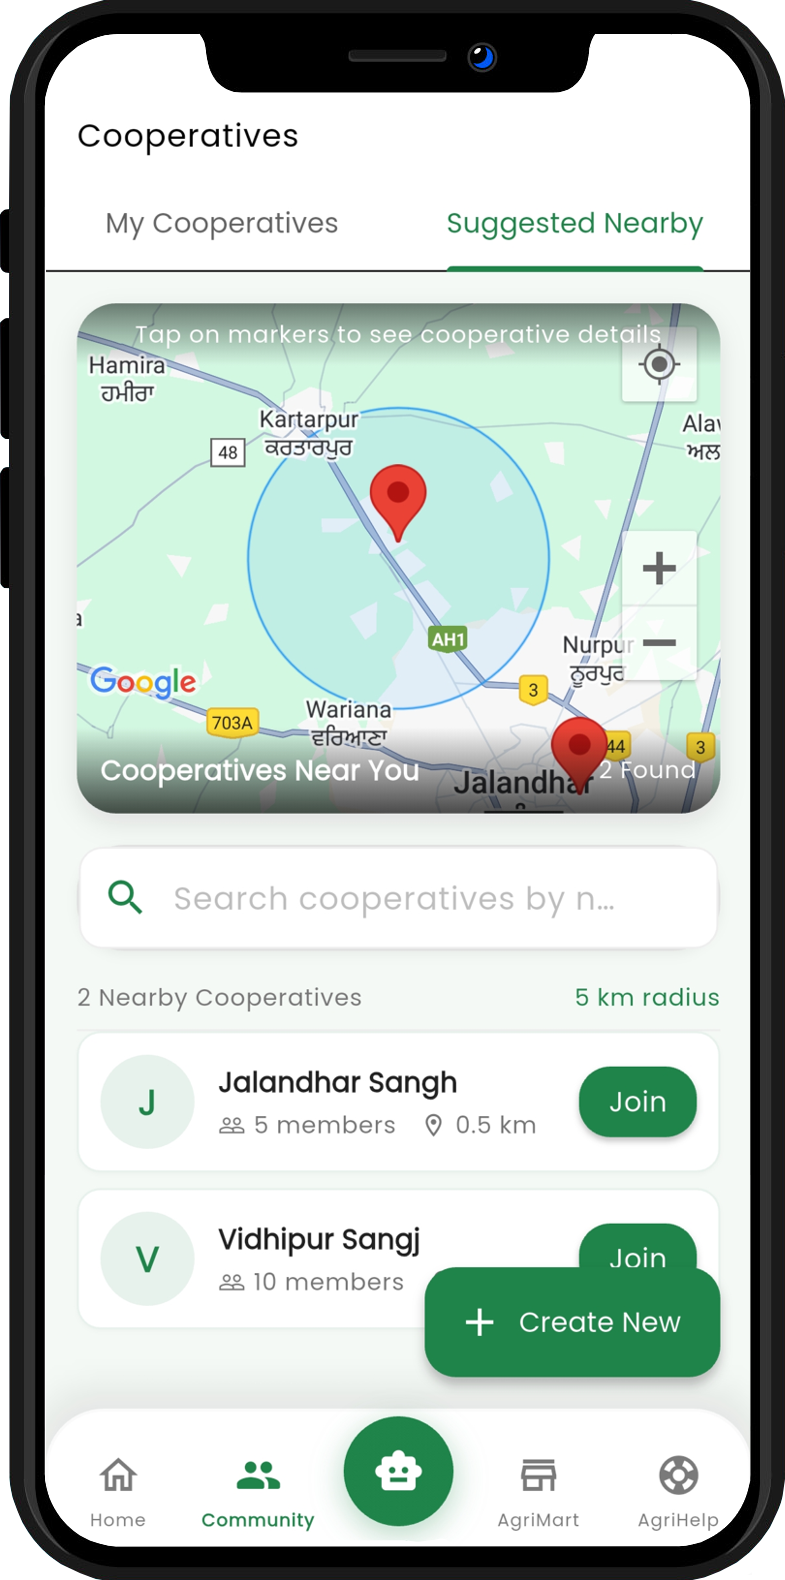 Cooperatives
My Cooperatives
Suggested Nearby
Tap on markers to see cooperative details
Hamira
ਹਮੀਰਾ
Kartarpur
ਕਰਤਾਰਪੁਰ
48
Alav
ਅਲ
AH1
Nurpur
ਨੂਰਪੁਰ
Google
3
703A
Wariana
ਵਰਿਆਣਾ
44
3
Cooperatives Near You
Jalandhar
2 Found
Search cooperatives by n...
2 Nearby Cooperatives
5 km radius
J
Jalandhar Sangh
5 members
0.5 km
Join
V
Vidhipur Sangj
10 members
Join
+ Create New
Home
Community
AgriMart
AgriHelp